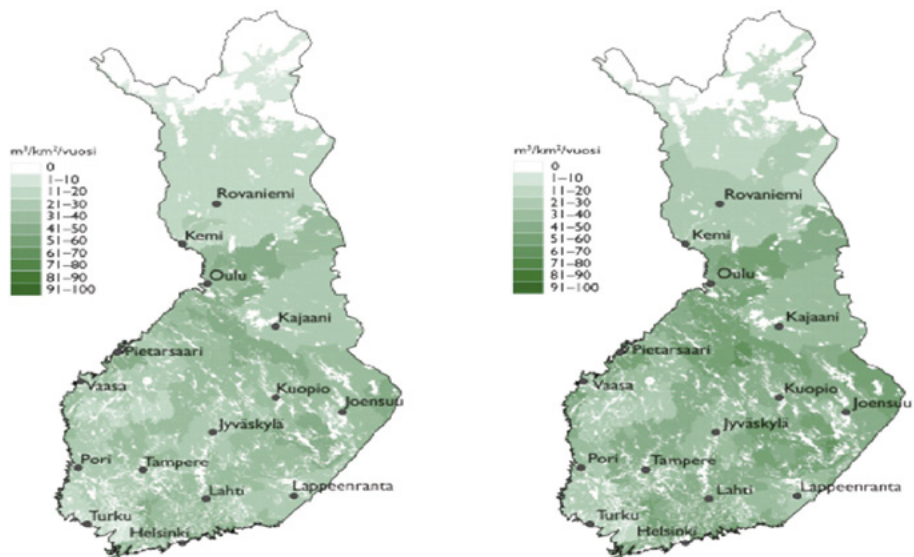 m³/km²/vuosi
0
1–10
11–20
21–30
31–40
41–50
51–60
61–70
71–80
81–90
91–100
Rovaniemi
Kemi
Oulu
Kajaani
Pietarsaari
Vaasa
Kuopio
Joensuu
Jyväskylä
Pori
Tampere
Lahti
Lappeenranta
Turku
Helsinki
m³/km²/vuosi
0
1–10
11–20
21–30
31–40
41–50
51–60
61–70
71–80
81–90
91–100
Rovaniemi
Kemi
Oulu
Kajaani
Pietarsaari
Vaasa
Kuopio
Joensuu
Jyväskylä
Pori
Tampere
Lahti
Lappeenranta
Turku
Helsinki